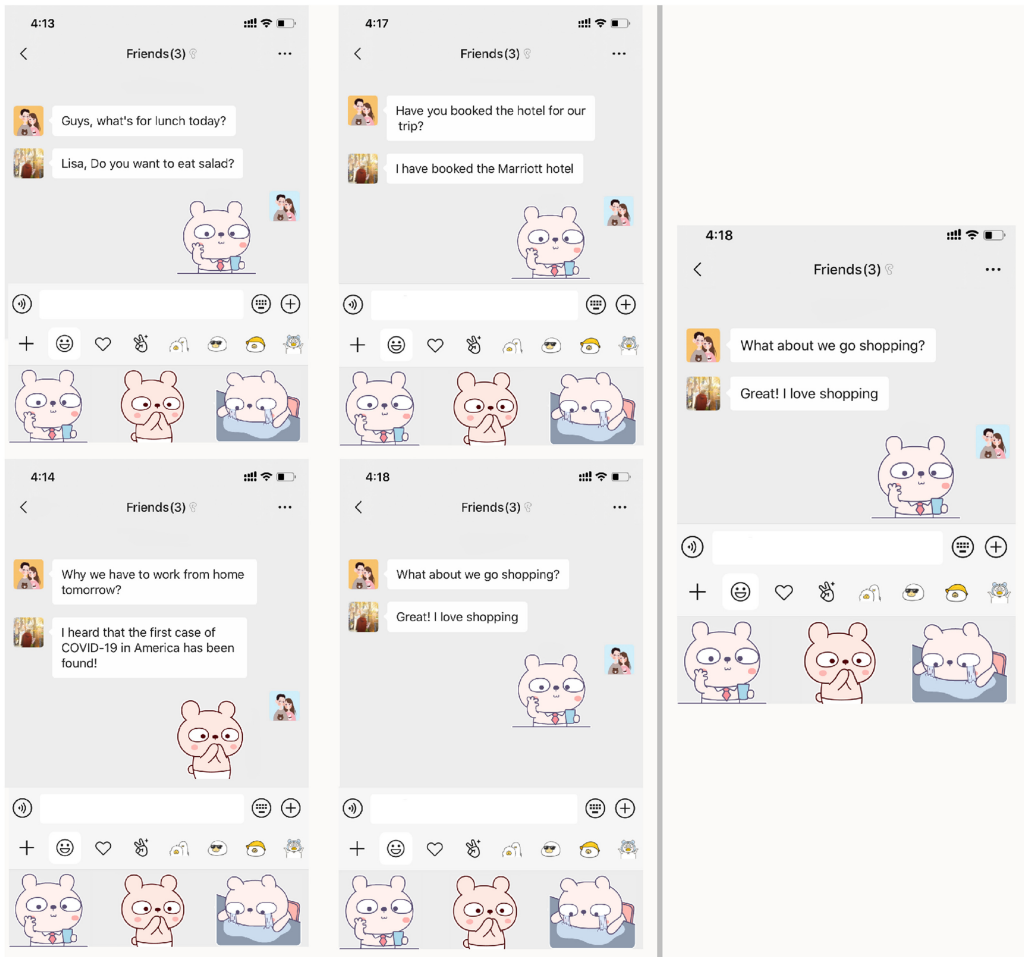 4:13
Friends(3)
Guys, what's for lunch today?
Lisa, Do you want to eat salad?
4:17
Friends(3)
Have you booked the hotel for our
trip?
I have booked the Marriott hotel
4:14
Friends(3)
Why we have to work from home
tomorrow?
I heard that the first case of
COVID-19 in America has been
found!
4:18
Friends(3)
What about we go shopping?
Great! I love shopping
4:18
Friends(3)
What about we go shopping?
Great! I love shopping